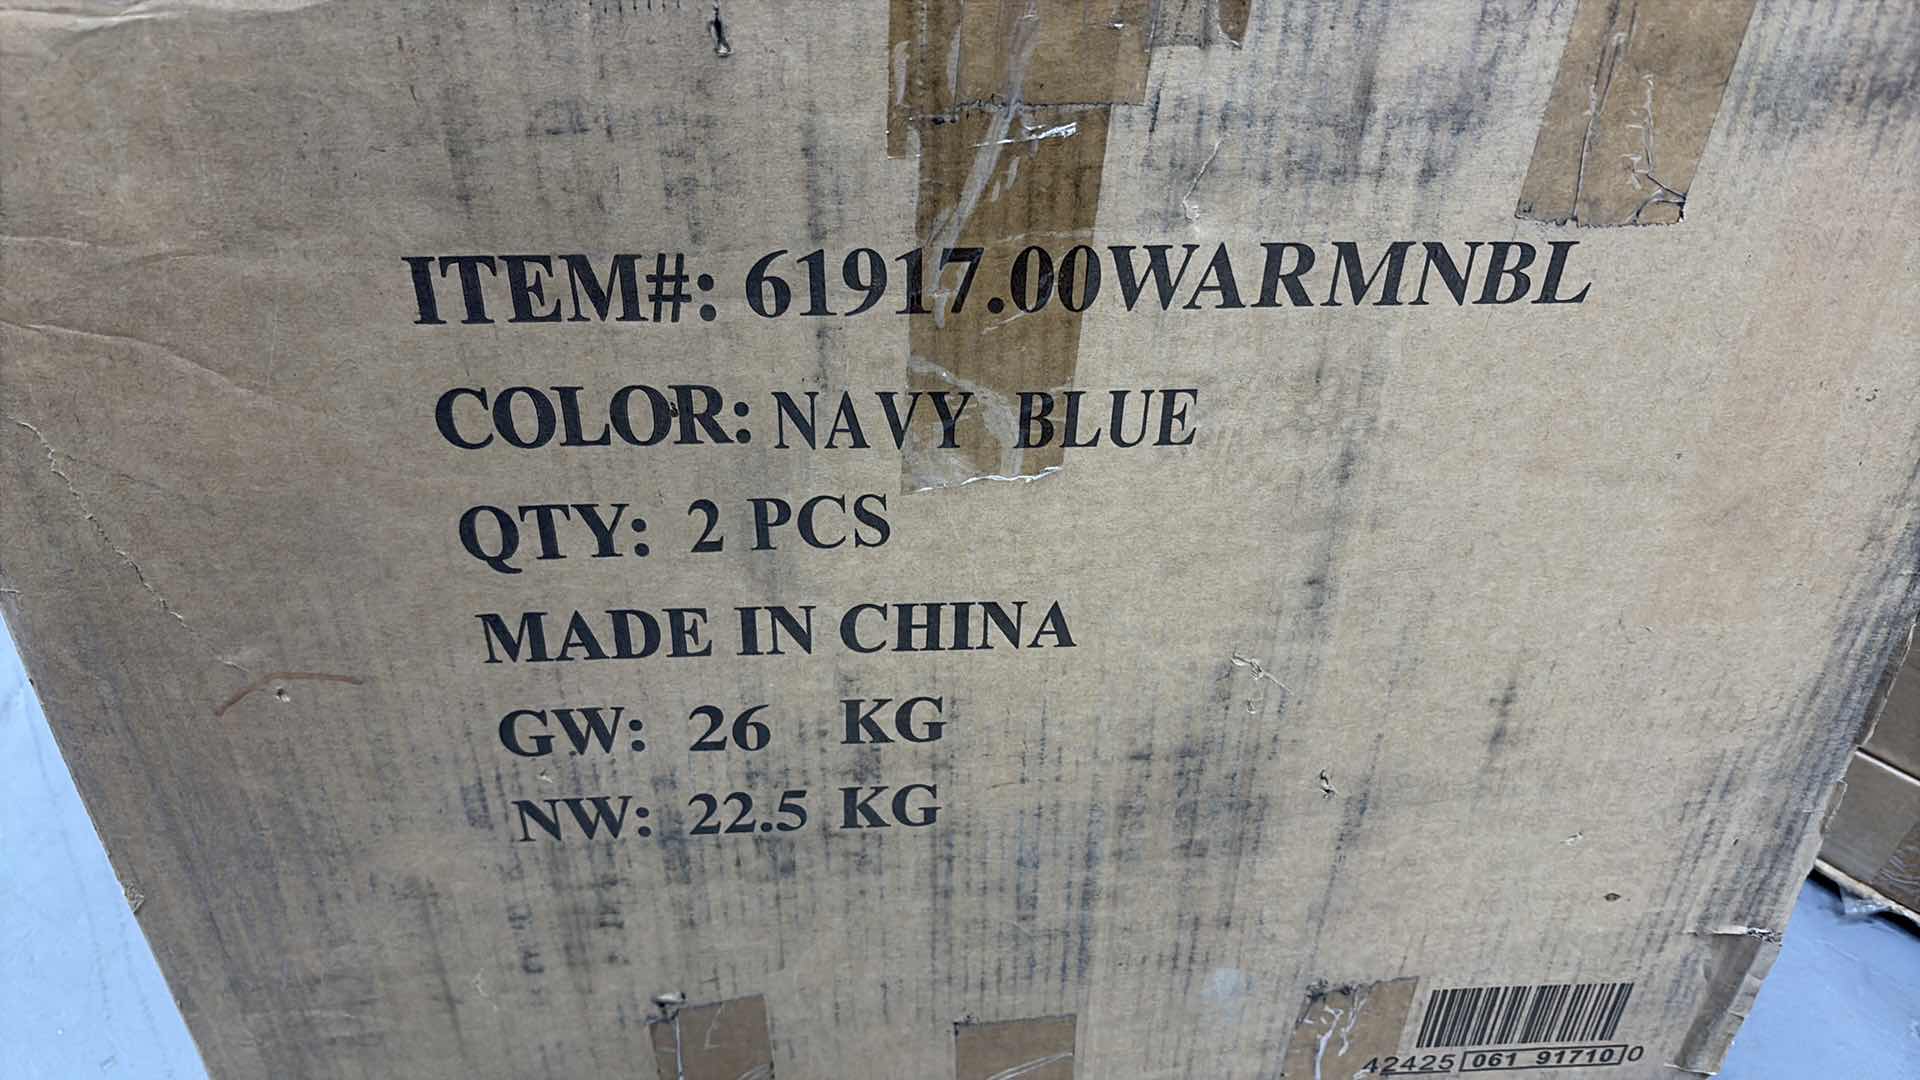 ITEM#: 61917.00WARMNBL
COLOR: NAVY BLUE
QTY: 2 PCS
MADE IN CHINA
GW: 26 KG
NW: 22.5 KG
42425 061 91710 0